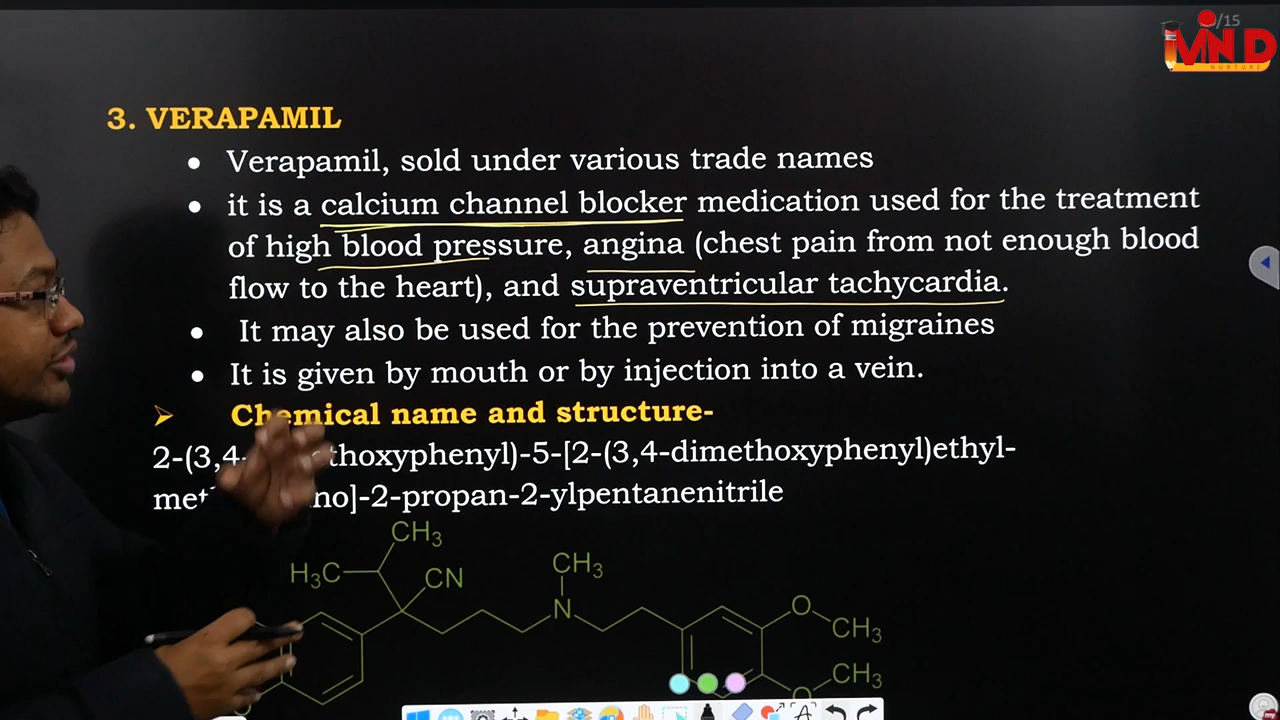 /15
MIND
NURTURE
3. VERAPAMIL
• Verapamil, sold under various trade names
• it is a calcium channel blocker medication used for the treatment
of high blood pressure, angina (chest pain from not enough blood
flow to the heart), and supraventricular tachycardia.
• It may also be used for the prevention of migraines
• It is given by mouth or by injection into a vein.
➢ Chemical name and structure-
2-(3,4- thoxyphenyl)-5-[2-(3,4-dimethoxyphenyl)ethyl-
met no]-2-propan-2-ylpentanenitrile
CH₃
H₃C CN CH₃
N
O CH₃
O CH₃